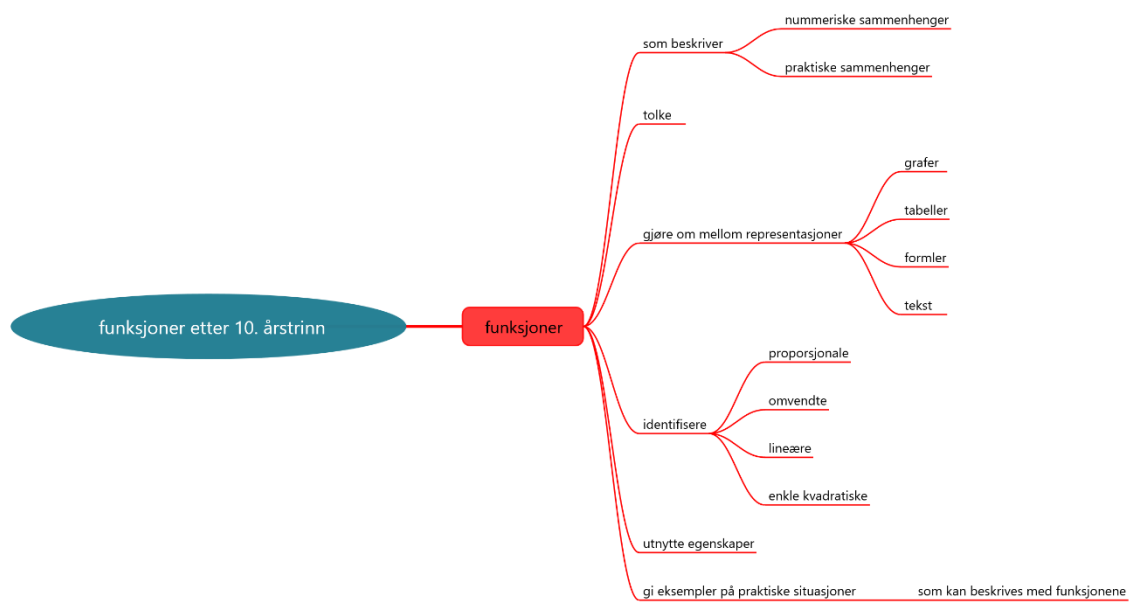 funksjoner etter 10. årstrinn
funksjoner
som beskriver
nummeriske sammenhenger
praktiske sammenhenger
tolke
gjøre om mellom representasjoner
grafer
tabeller
formler
tekst
identifisere
proporsjonale
omvendte
lineære
enkle kvadratiske
utnytte egenskaper
gi eksempler på praktiske situasjoner
som kan beskrives med funksjonene